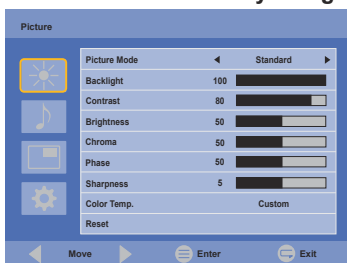 Picture
Picture Mode Standard
Backlight 100
Contrast 80
Brightness 50
Chroma 50
Phase 50
Sharpness 5
Color Temp. Custom
Reset
Move Enter Exit